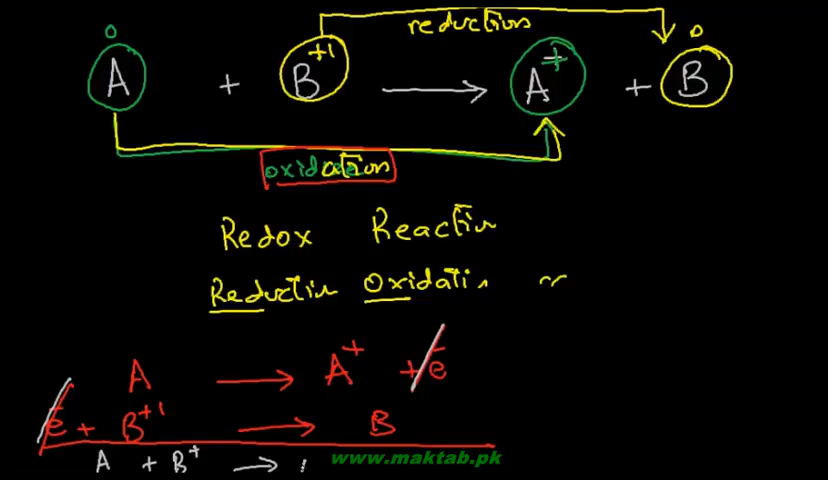 reduction
0 0
A + B+1 → A+ + B
oxidation
Redox Reaction
Reduction Oxidation "
A → A+ + e-
e- + B+1 → B
A + B+ →
www.maktab.pk